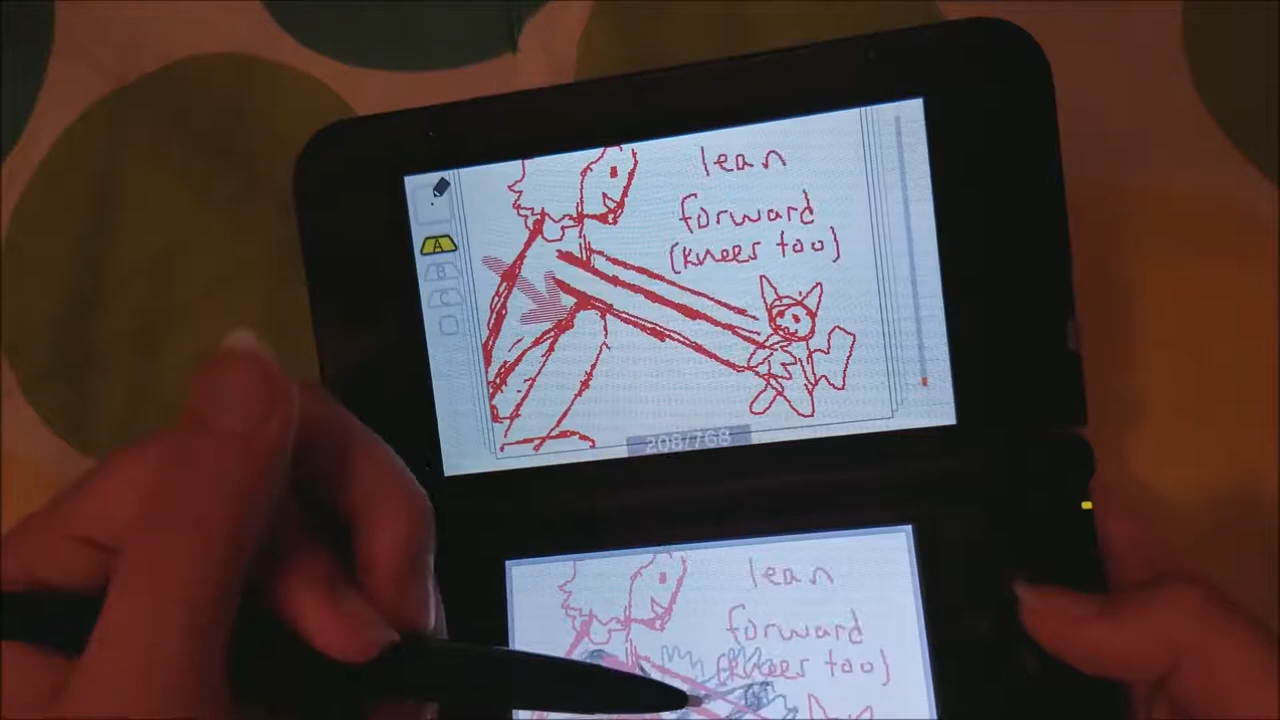 lean
forward
(knees too)
A
B
C
208/768
lean
forward
(knees too)